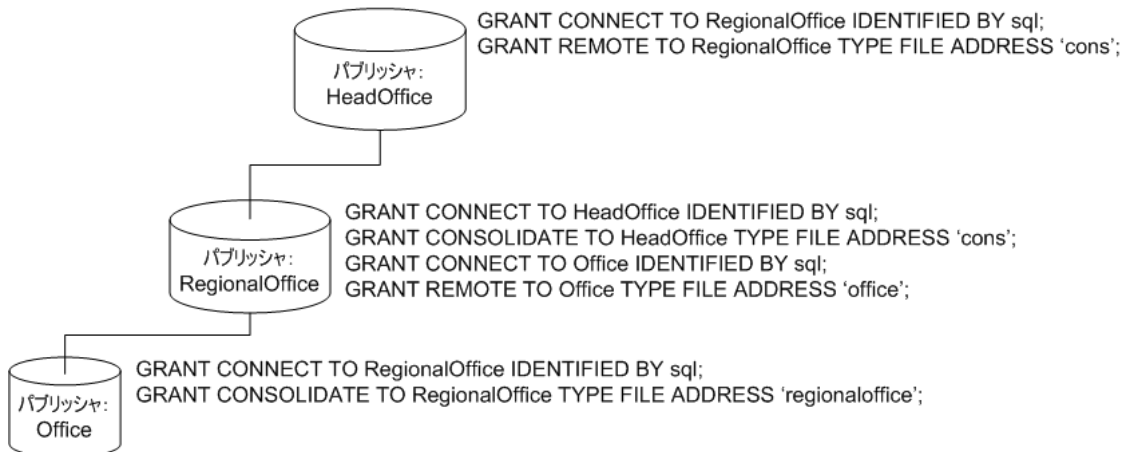 GRANT CONNECT TO RegionalOffice IDENTIFIED BY sql;
GRANT REMOTE TO RegionalOffice TYPE FILE ADDRESS ‘cons’;
パブリッシャ:
HeadOffice
GRANT CONNECT TO HeadOffice IDENTIFIED BY sql;
GRANT CONSOLIDATE TO HeadOffice TYPE FILE ADDRESS ‘cons’;
GRANT CONNECT TO Office IDENTIFIED BY sql;
GRANT REMOTE TO Office TYPE FILE ADDRESS ‘office’;
パブリッシャ:
RegionalOffice
GRANT CONNECT TO RegionalOffice IDENTIFIED BY sql;
GRANT CONSOLIDATE TO RegionalOffice TYPE FILE ADDRESS ‘regionaloffice’;
パブリッシャ:
Office